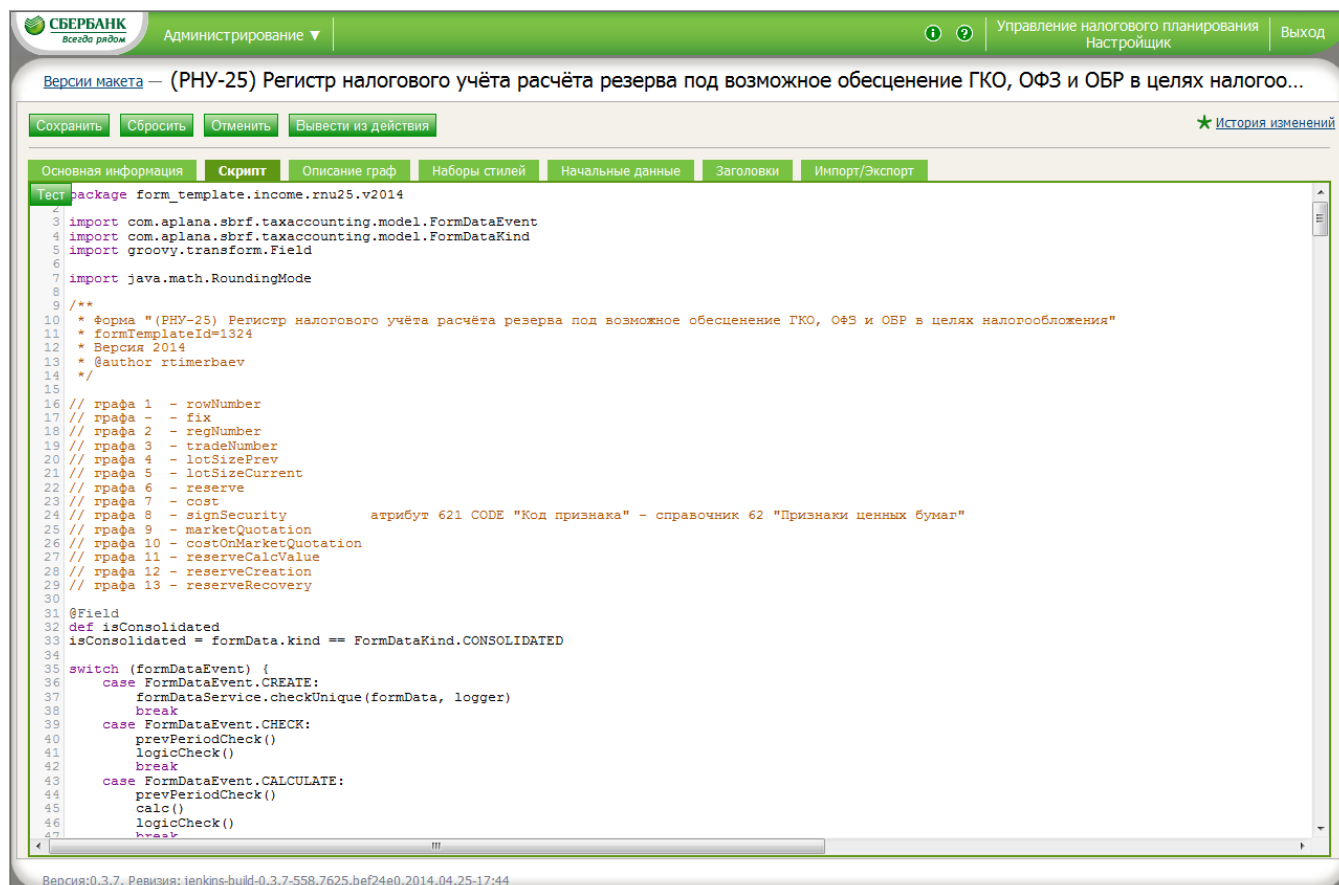 СБЕРБАНК
Всегда рядом
Администрирование ▼
Управление налогового планирования
Настройщик
Выход
Версии макета — (РНУ-25) Регистр налогового учёта расчёта резерва под возможное обесценение ГКО, ОФЗ и ОБР в целях налогоо...
Сохранить Сбросить Отменить Вывести из действия
История изменений
Основная информация Скрипт Описание граф Наборы стилей Начальные данные Заголовки Импорт/Экспорт
Тест package form_template.income.rnu25.v2014
2
3 import com.aplana.sbrf.taxaccounting.model.FormDataEvent
4 import com.aplana.sbrf.taxaccounting.model.FormDataKind
5 import groovy.transform.Field
6
7 import java.math.RoundingMode
8
9 /**
10 * Форма "(РНУ-25) Регистр налогового учёта расчёта резерва под возможное обесценение ГКО, ОФЗ и ОБР в целях налогообложения"
11 * formTemplateId=1324
12 * Версия 2014
13 * @author rtimerbaev
14 */
15
16 // графа 1 - rowNumber
17 // графа - - fix
18 // графа 2 - regNumber
19 // графа 3 - tradeNumber
20 // графа 4 - lotSizePrev
21 // графа 5 - lotSizeCurrent
22 // графа 6 - reserve
23 // графа 7 - cost
24 // графа 8 - signSecurity атрибут 621 CODE "Код признака" - справочник 62 "Признаки ценных бумаг"
25 // графа 9 - marketQuotation
26 // графа 10 - costOnMarketQuotation
27 // графа 11 - reserveCalcValue
28 // графа 12 - reserveCreation
29 // графа 13 - reserveRecovery
30
31 @Field
32 def isConsolidated
33 isConsolidated = formData.kind == FormDataKind.CONSOLIDATED
34
35 switch (formDataEvent) {
36 case FormDataEvent.CREATE:
37 formDataService.checkUnique(formData, logger)
38 break
39 case FormDataEvent.CHECK:
40 prevPeriodCheck()
41 logicCheck()
42 break
43 case FormDataEvent.CALCULATE:
44 prevPeriodCheck()
45 calc()
46 logicCheck()
47 break
Версия:0.3.7, Ревизия: jenkins-build-0.3.7-558,7625,bef24e0,2014.04.25-17:44